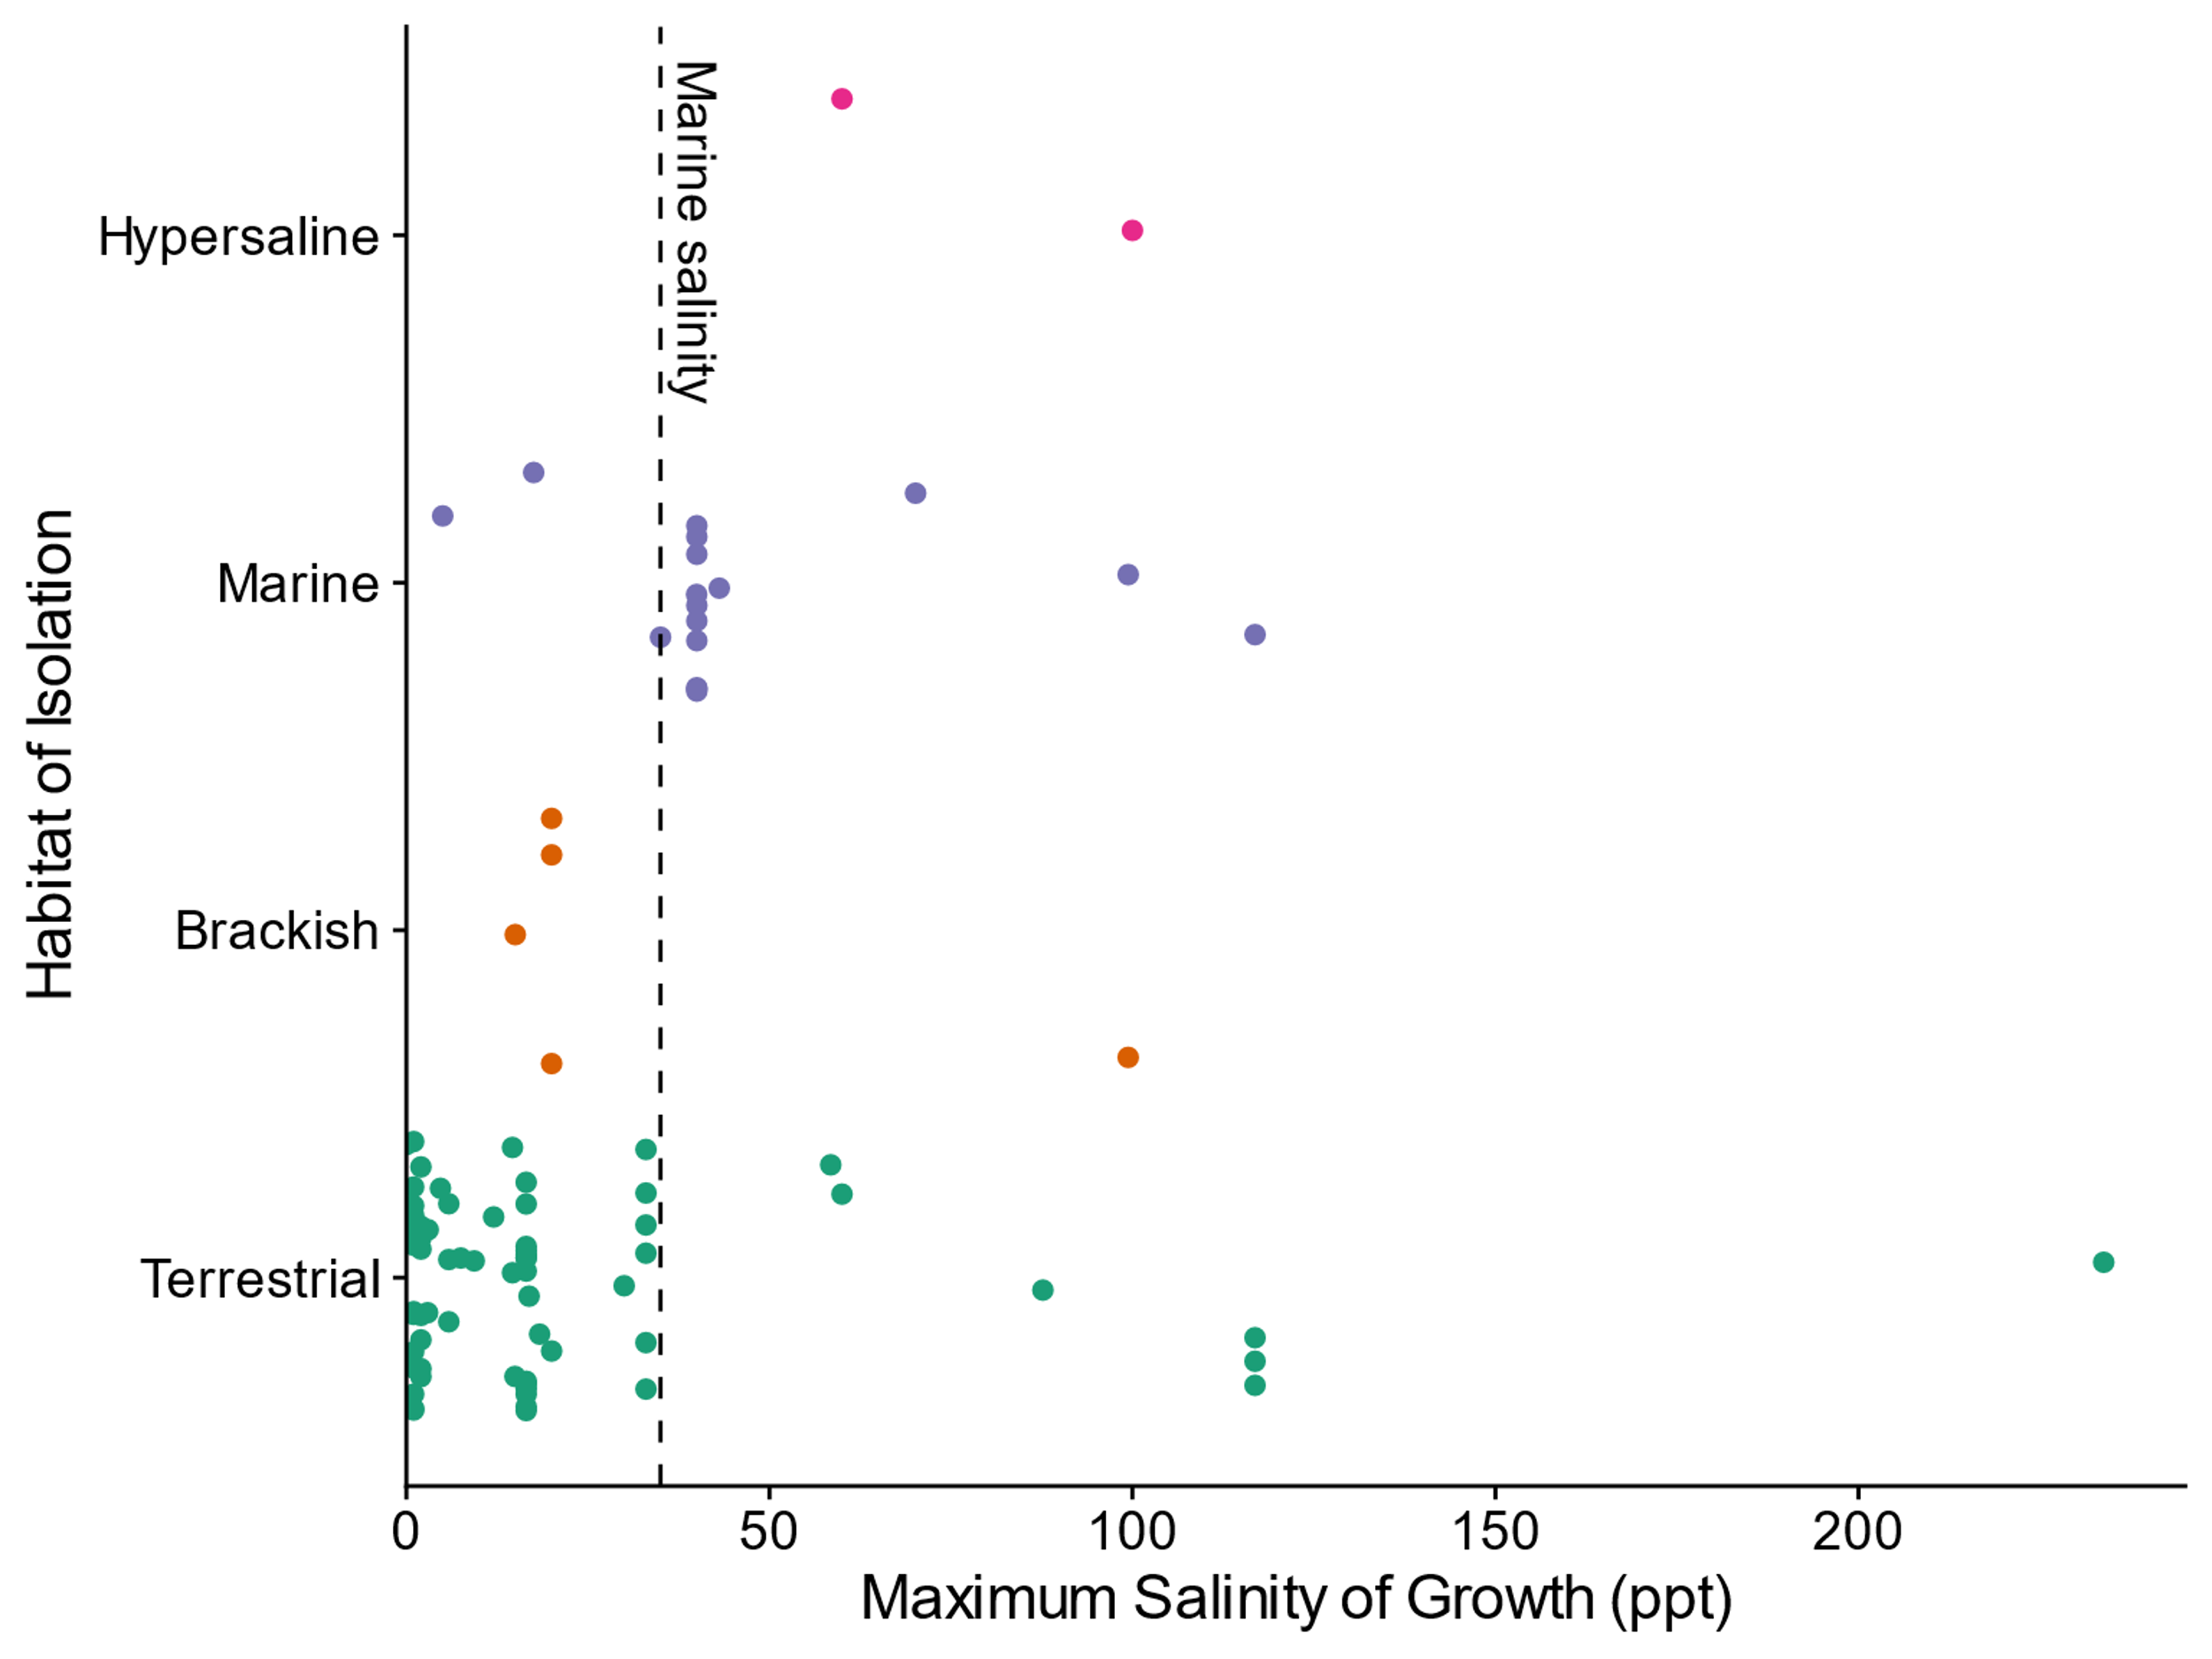 Marine salinity
Hypersaline
Marine
Brackish
Terrestrial
Habitat of Isolation
0 50 100 150 200
Maximum Salinity of Growth (ppt)